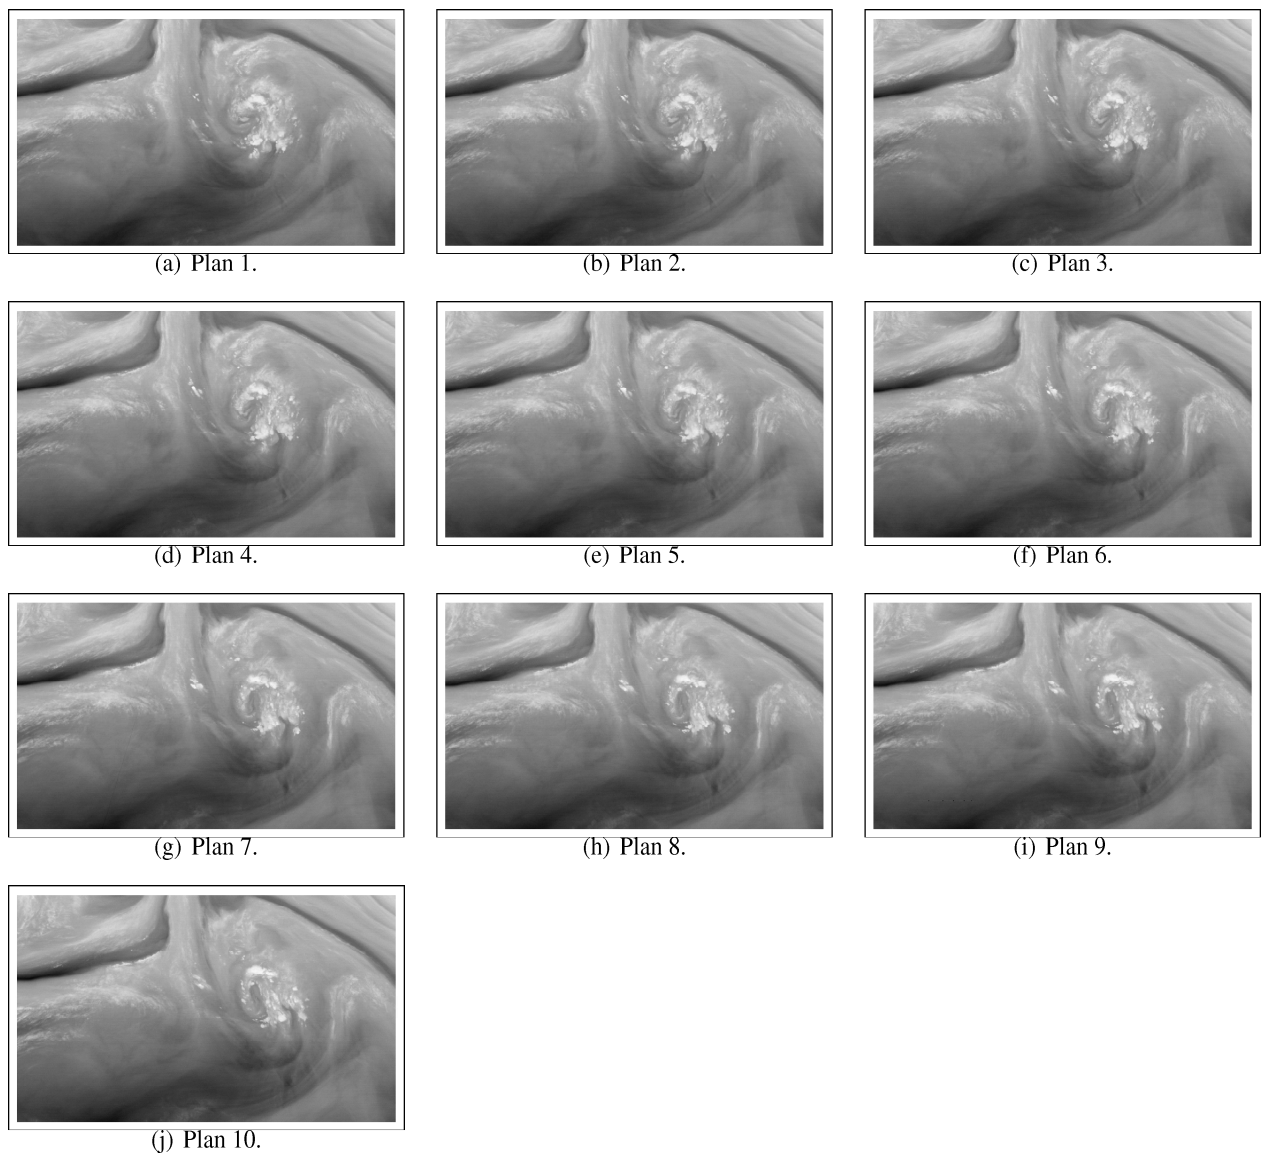 (a) Plan 1.
(b) Plan 2.
(c) Plan 3.
(d) Plan 4.
(e) Plan 5.
(f) Plan 6.
(g) Plan 7.
(h) Plan 8.
(i) Plan 9.
(j) Plan 10.